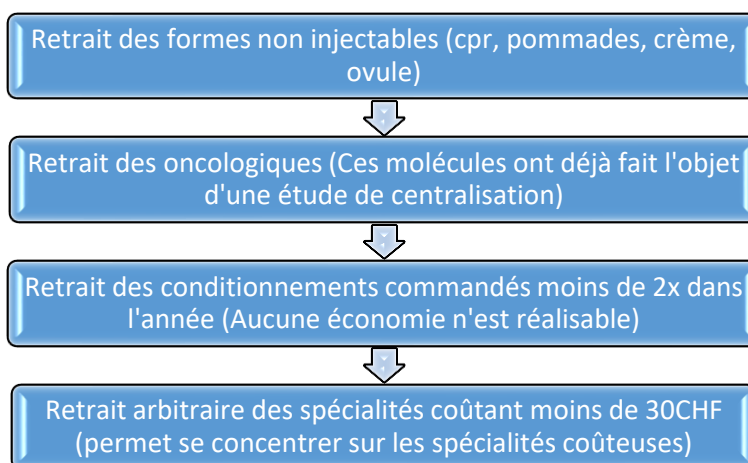 Retrait des formes non injectables (cpr, pommades, crème,
ovule)
Retrait des oncologiques (Ces molécules ont déjà fait l'objet
d'une étude de centralisation)
Retrait des conditionnements commandés moins de 2x dans
l'année (Aucune économie n'est réalisable)
Retrait arbitraire des spécialités coûtant moins de 30CHF
(permet se concentrer sur les spécialités coûteuses)